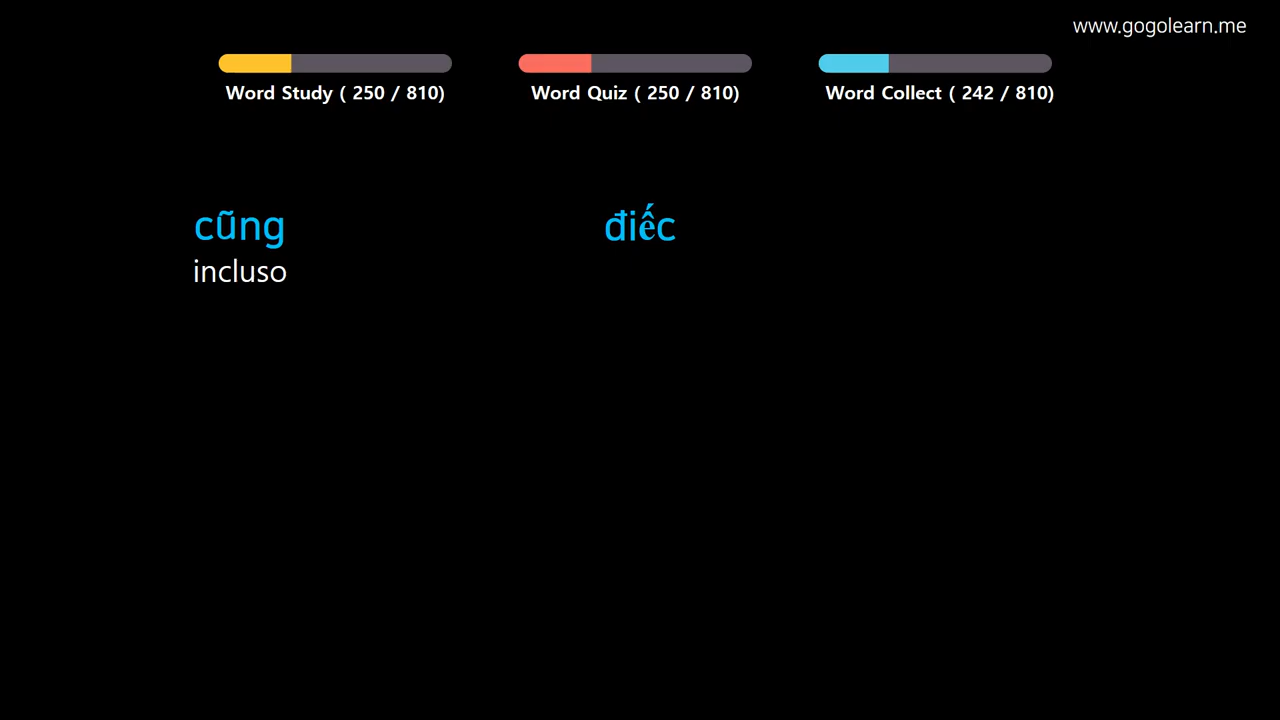 www.gogolearn.me
Word Study ( 250 / 810)
Word Quiz ( 250 / 810)
Word Collect ( 242 / 810)
cũng
incluso
điếc